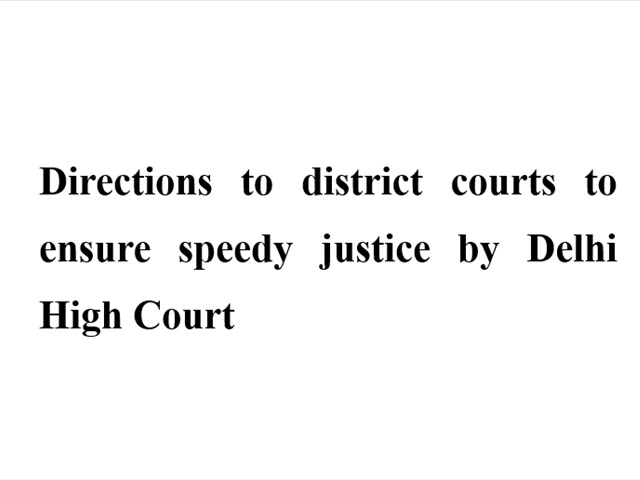 Directions to district courts to
ensure speedy justice by Delhi
High Court